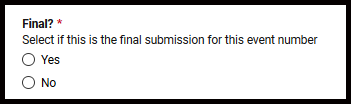 Final? *
Select if this is the final submission for this event number
Yes
No